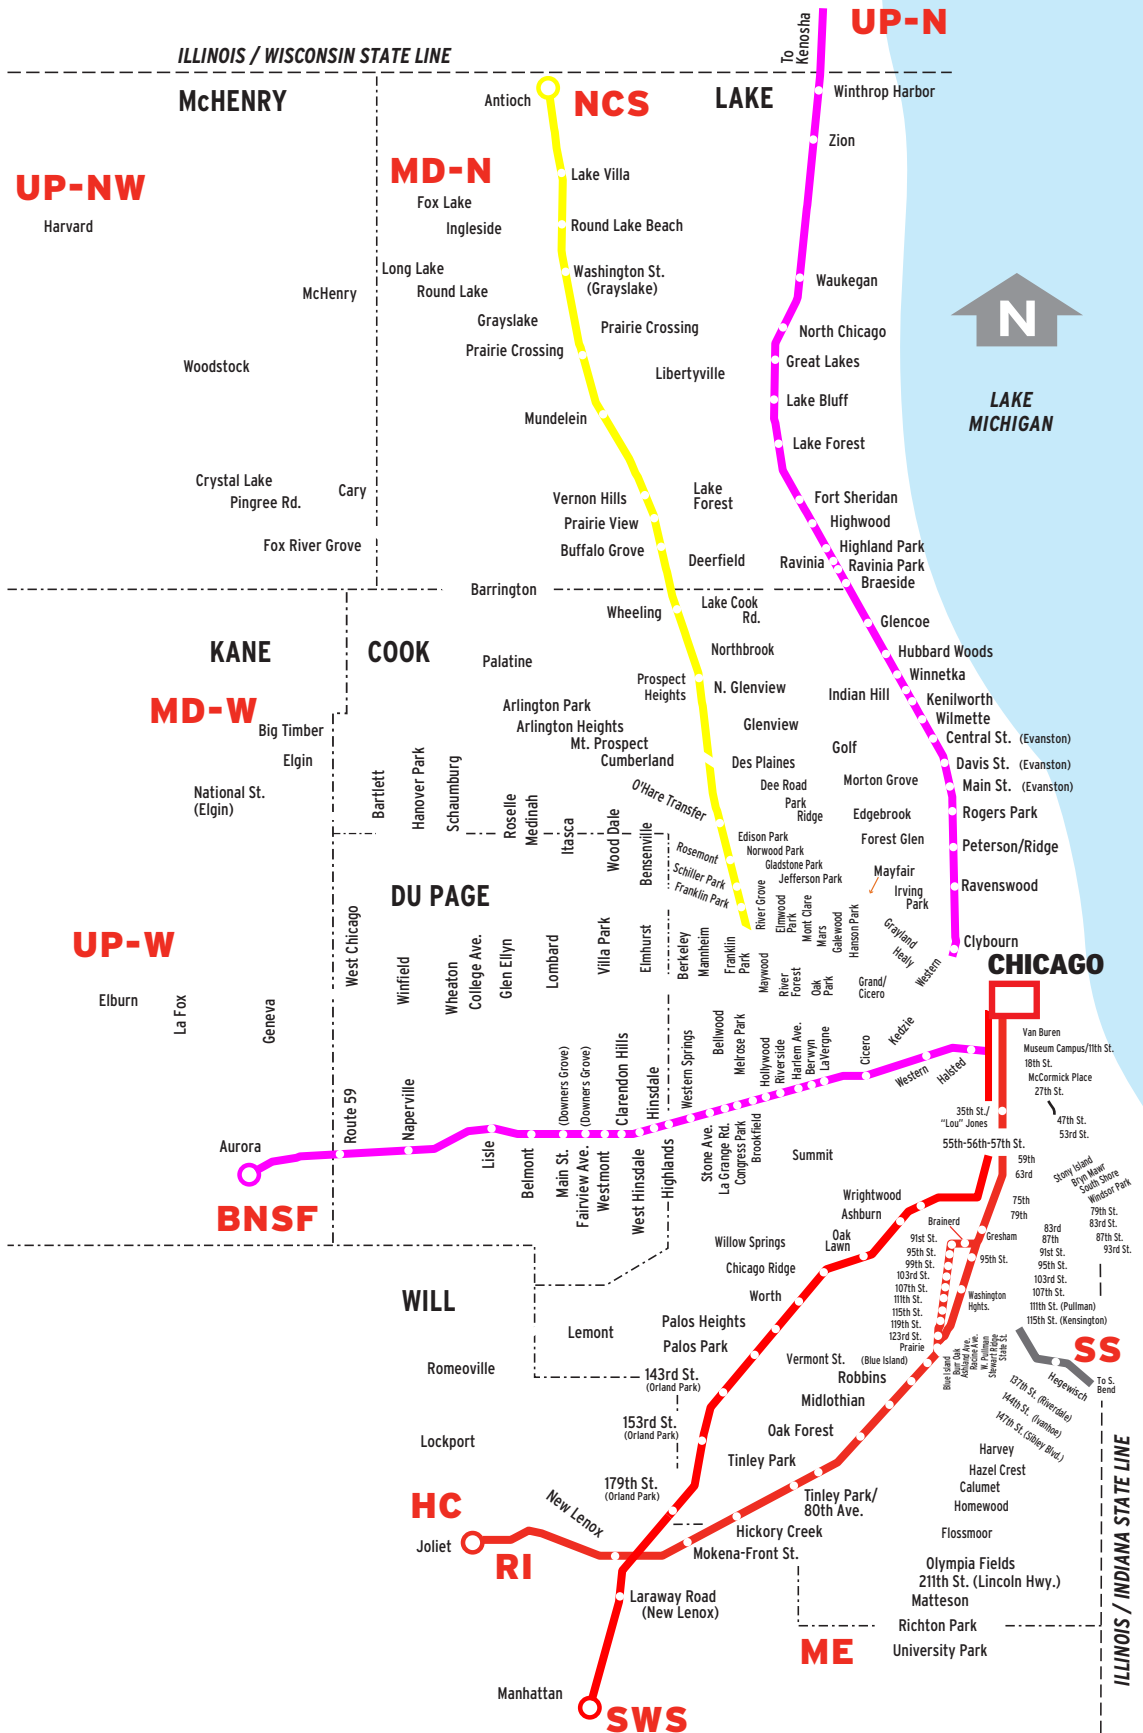 UP-N
To
Kenosha
ILLINOIS / WISCONSIN STATE LINE
McHENRY
LAKE
Antioch
NCS
Winthrop Harbor
Zion
MD-N
UP-NW
Lake Villa
Fox Lake
Harvard
Ingleside
Round Lake Beach
Long Lake
Washington St.
(Grayslake)
Waukegan
McHenry
Round Lake
Grayslake
Prairie Crossing
North Chicago
N
Prairie Crossing
Great Lakes
Woodstock
Libertyville
LAKE
MICHIGAN
Lake Bluff
Mundelein
Lake Forest
Crystal Lake
Pingree Rd.
Cary
Vernon Hills
Lake
Forest
Fort Sheridan
Prairie View
Highwood
Fox River Grove
Buffalo Grove
Deerfield
Highland Park
Ravinia
Ravinia Park
Braeside
Barrington
Wheeling
Lake Cook
Rd.
Glencoe
KANE
COOK
Palatine
Northbrook
Hubbard Woods
Winnetka
Prospect
Heights
N. Glenview
Indian Hill
Kenilworth
MD-W
Arlington Park
Wilmette
Big Timber
Arlington Heights
Glenview
Central St. (Evanston)
Mt. Prospect
Golf
Elgin
Cumberland
Des Plaines
Davis St. (Evanston)
National St.
(Elgin)
Bartlett
Hanover Park
Schaumburg
Roselle
Medinah
Itasca
Wood Dale
Bensenville
O'Hare Transfer
Dee Road
Morton Grove
Main St. (Evanston)
Park
Ridge
Edgebrook
Rogers Park
Edison Park
Forest Glen
Rosemont
Norwood Park
Peterson/Ridge
Schiller Park
Gladstone Park
Franklin Park
Jefferson Park
Mayfair
DU PAGE
Irving
Park
Ravenswood
UP-W
West Chicago
Winfield
Wheaton
College Ave.
Glen Ellyn
Lombard
Villa Park
Elmhurst
Berkeley
Mannheim
Franklin
Park
River Grove
Elmwood
Park
Mont Clare
Mars
Galewood
Hanson Park
Grayland
Healy
Western
Clybourn
CHICAGO
Elburn
La Fox
Geneva
Maywood
River
Forest
Oak
Park
Grand/
Cicero
Kedzie
Bellwood
Melrose Park
Van Buren
Museum Campus/11th St.
18th St.
McCormick Place
27th St.
Aurora
Route 59
Naperville
Lisle
Belmont
Main St. (Downers Grove)
Fairview Ave. (Downers Grove)
Westmont
Clarendon Hills
West Hinsdale
Hinsdale
Highlands
Western Springs
Stone Ave.
La Grange Rd.
Congress Park
Brookfield
Hollywood
Riverside
Harlem Ave.
Berwyn
LaVergne
Cicero
Western
Halsted
BNSF
35th St./
"Lou" Jones
47th St.
53rd St.
55th-56th-57th St.
59th
63rd
Summit
Stony Island
Bryn Mawr
South Shore
Windsor Park
75th
79th
79th St.
83rd St.
87th St.
93rd St.
Wrightwood
Ashburn
Oak
Lawn
Brainerd
Gresham
83rd
87th
91st St.
95th St.
103rd St.
107th St.
111th St. (Pullman)
115th St. (Kensington)
Willow Springs
Chicago Ridge
91st St.
95th St.
99th St.
103rd St.
107th St.
111th St.
115th St.
119th St.
123rd St.
Prairie
95th St.
Washington
Hghts.
WILL
Worth
Lemont
Palos Heights
Palos Park
Vermont St. (Blue Island)
Robbins
Blue Island
Burr Oak
Ashland Ave.
Racine Ave.
W. Pullman
Stewart Ridge
State St.
SS
Hegewisch
To S.
Bend
Romeoville
143rd St.
(Orland Park)
Midlothian
137th St. (Riverdale)
144th St. (Ivanhoe)
147th St. (Sibley Blvd.)
Lockport
153rd St.
(Orland Park)
Oak Forest
Harvey
Tinley Park
Hazel Crest
179th St.
(Orland Park)
Tinley Park/
80th Ave.
Calumet
Homewood
HC
New Lenox
Hickory Creek
Flossmoor
Joliet
RI
Mokena-Front St.
Olympia Fields
211th St. (Lincoln Hwy.)
Laraway Road
(New Lenox)
Matteson
Richton Park
ME
University Park
ILLINOIS / INDIANA STATE LINE
Manhattan
SWS